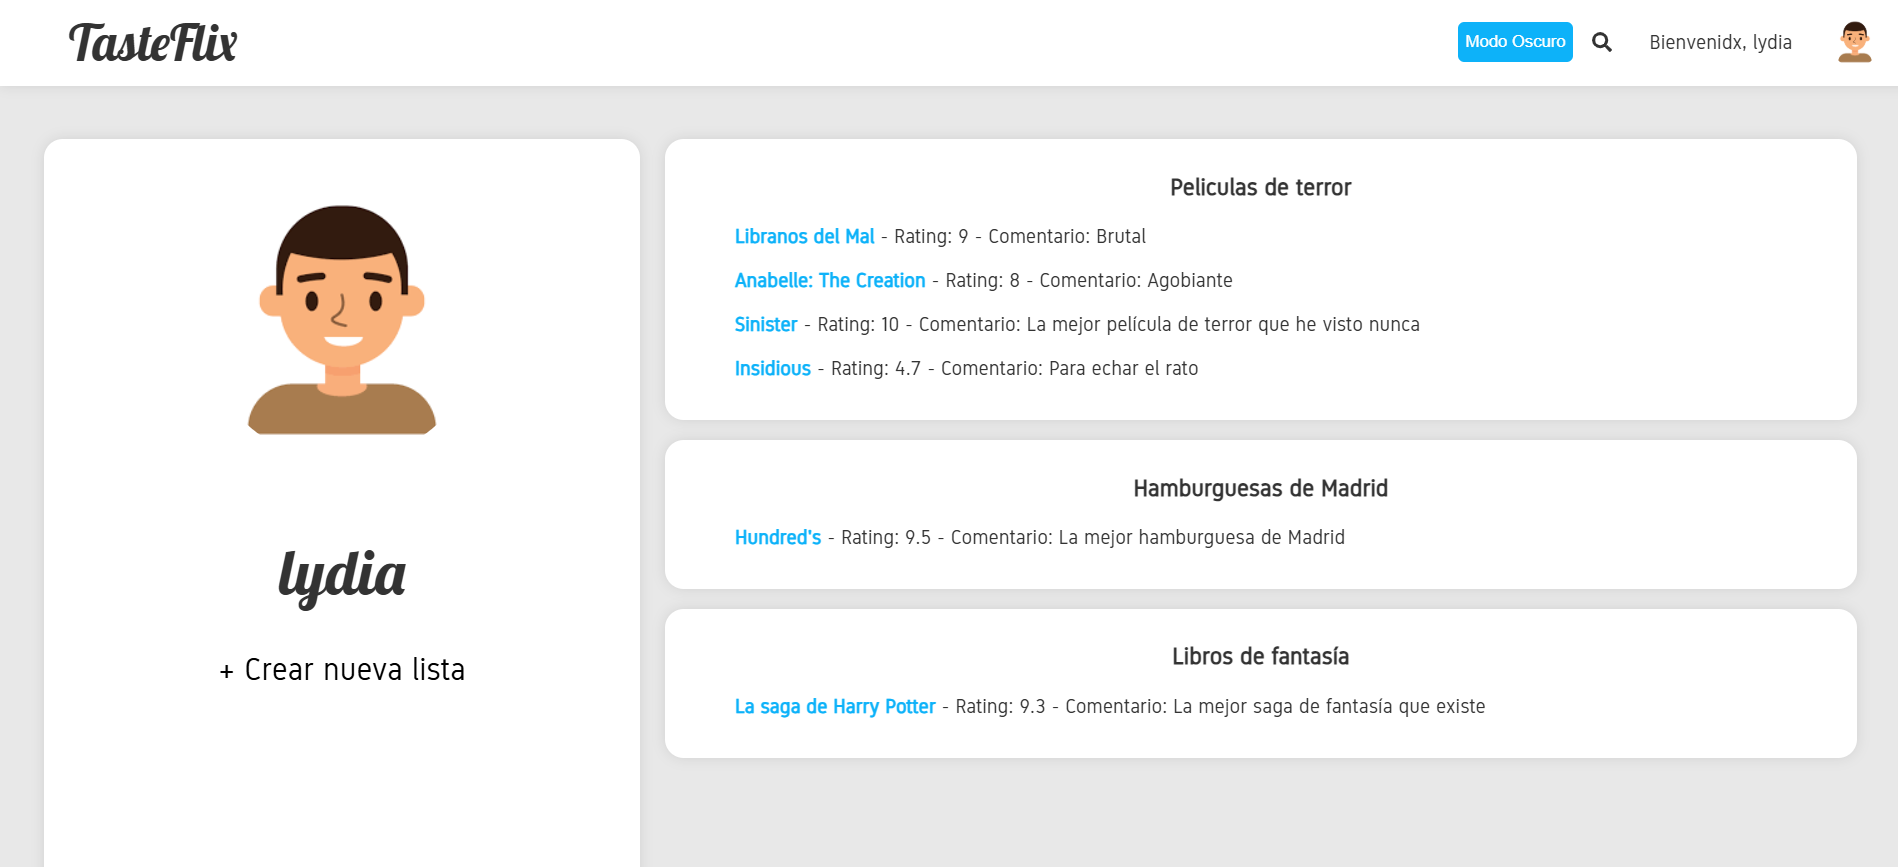 TasteFlix
Modo Oscuro
Bienvenidx, lydia
lydia
+ Crear nueva lista
Peliculas de terror
Libranos del Mal - Rating: 9 - Comentario: Brutal
Anabelle: The Creation - Rating: 8 - Comentario: Agobiante
Sinister - Rating: 10 - Comentario: La mejor película de terror que he visto nunca
Insidious - Rating: 4.7 - Comentario: Para echar el rato
Hamburguesas de Madrid
Hundred's - Rating: 9.5 - Comentario: La mejor hamburguesa de Madrid
Libros de fantasía
La saga de Harry Potter - Rating: 9.3 - Comentario: La mejor saga de fantasía que existe